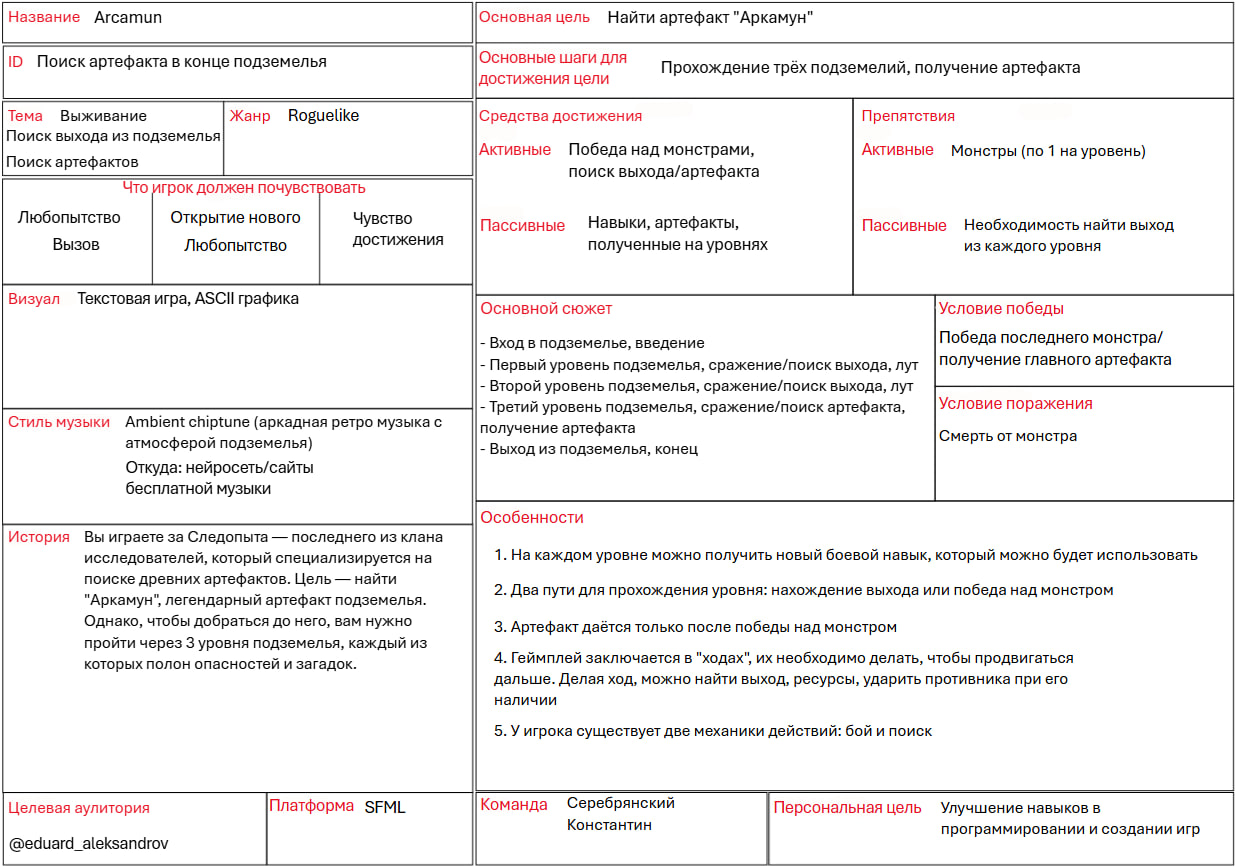 Название Arcamun
ID Поиск артефакта в конце подземелья
Тема Выживание
Поиск выхода из подземелья
Поиск артефактов
Жанр Roguelike
Что игрок должен почувствовать
Любопытство
Вызов
Открытие нового
Любопытство
Чувство
достижения
Визуал Текстовая игра, ASCII графика
Стиль музыки Ambient chiptune (аркадная ретро музыка с
атмосферой подземелья)
Откуда: нейросеть/сайты
бесплатной музыки
История Вы играете за Следопыта — последнего из клана
исследователей, который специализируется на
поиске древних артефактов. Цель — найти
"Аркамун", легендарный артефакт подземелья.
Однако, чтобы добраться до него, вам нужно
пройти через 3 уровня подземелья, каждый из
которых полон опасностей и загадок.
Целевая аудитория
@eduard_aleksandrov
Платформа SFML
Основная цель Найти артефакт "Аркамун"
Основные шаги для
достижения цели
Прохождение трёх подземелий, получение артефакта
Средства достижения
Активные Победа над монстрами,
поиск выхода/артефакта
Пассивные Навыки, артефакты,
полученные на уровнях
Препятствия
Активные Монстры (по 1 на уровень)
Пассивные Необходимость найти выход
из каждого уровня
Основной сюжет
- Вход в подземелье, введение
- Первый уровень подземелья, сражение/поиск выхода, лут
- Второй уровень подземелья, сражение/поиск выхода, лут
- Третий уровень подземелья, сражение/поиск артефакта,
получение артефакта
- Выход из подземелья, конец
Условие победы
Победа последнего монстра/
получение главного артефакта
Условие поражения
Смерть от монстра
Особенности
1. На каждом уровне можно получить новый боевой навык, который можно будет использовать
2. Два пути для прохождения уровня: нахождение выхода или победа над монстром
3. Артефакт даётся только после победы над монстром
4. Геймплей заключается в "ходах", их необходимо делать, чтобы продвигаться
дальше. Делая ход, можно найти выход, ресурсы, ударить противника при его
наличии
5. У игрока существует две механики действий: бой и поиск
Команда Серебрянский
Константин
Персональная цель Улучшение навыков в
программировании и создании игр